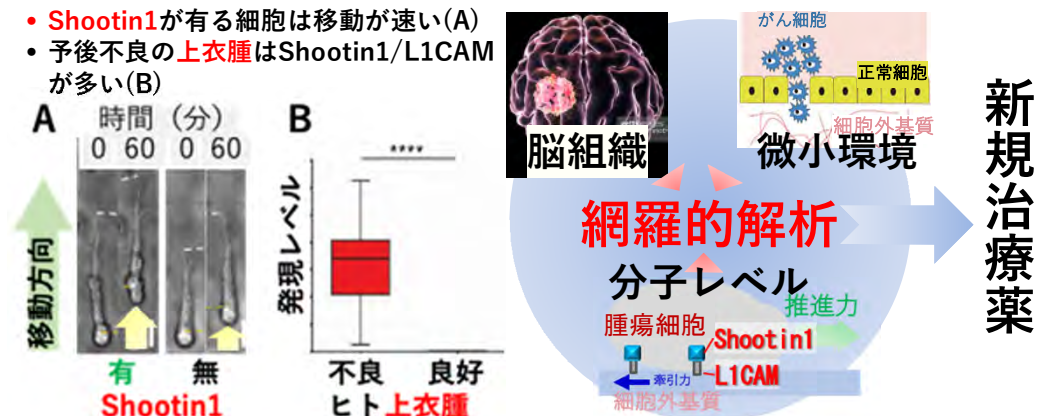 • Shootin1が有る細胞は移動が速い(A)
• 予後不良の上衣腫はShootin1/L1CAM
が多い(B)
A
時間（分）
0 60 0 60
移動方向
有 無
Shootin1
B
****
発現レベル
不良 良好
ヒト上衣腫
脳組織
がん細胞
正常細胞
細胞外基質
微小環境
網羅的解析
分子レベル
推進力
腫瘍細胞
Shootin1
L1CAM
牽引力
細胞外基質
新規治療薬